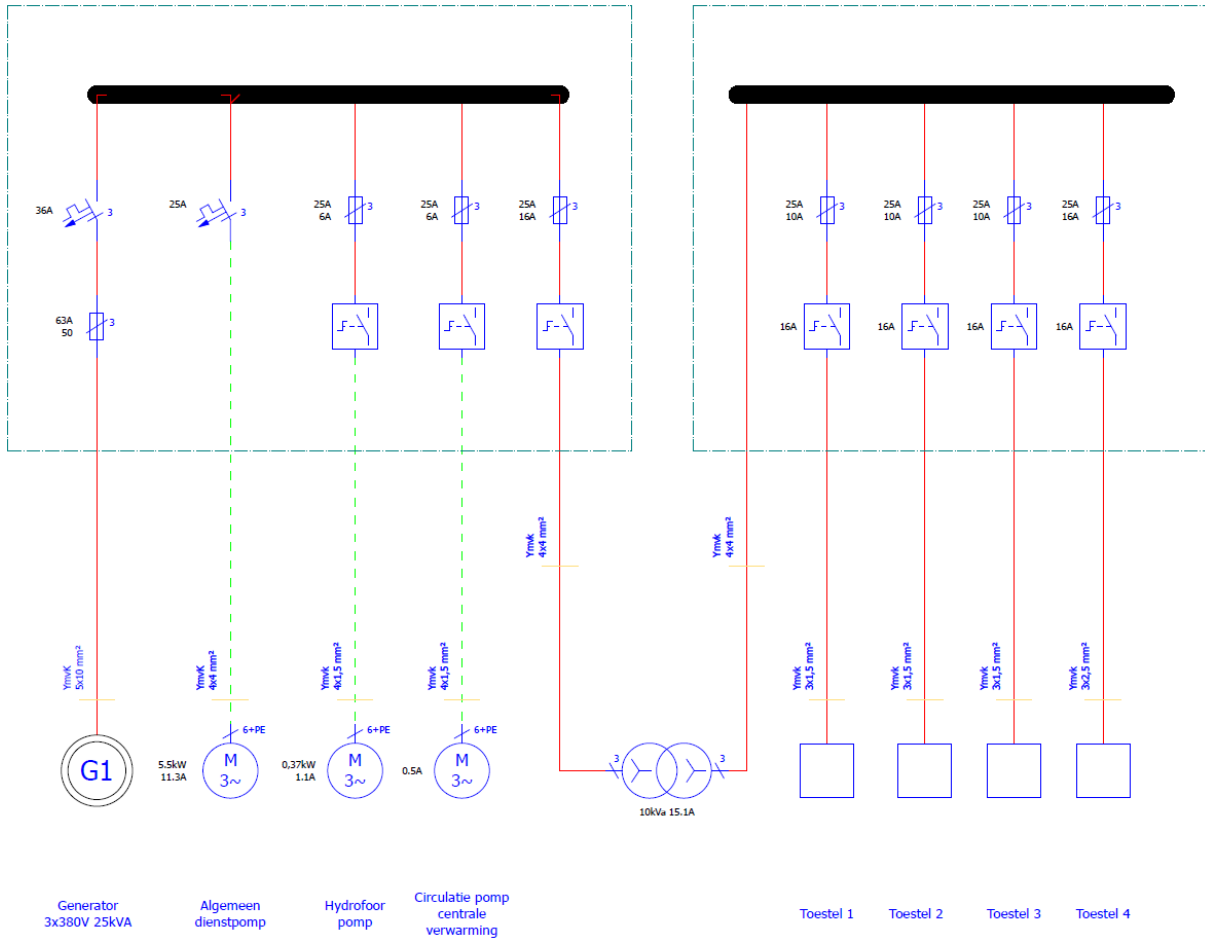 36A
3
25A
3
25A
6A
3
25A
6A
3
25A
16A
3
25A
10A
3
25A
10A
3
25A
10A
3
25A
16A
3
63A
50
3
16A
16A
16A
16A
Ymvk
4x4 mm²
Ymvk
4x4 mm²
YmvK
5x10 mm²
YmvK
4x4 mm²
Ymvk
4x1,5 mm²
Ymvk
4x1,5 mm²
Ymvk
3x1,5 mm²
Ymvk
3x1,5 mm²
Ymvk
3x1,5 mm²
Ymvk
3x2,5 mm²
G1
5.5kW
11.3A
6+PE
M
3~
0,37kW
1.1A
6+PE
M
3~
0.5A
6+PE
M
3~
3
3
10kVa 15.1A
Generator
3x380V 25kVA
Algemeen
dienstpomp
Hydrofoor
pomp
Circulatie pomp
centrale
verwarming
Toestel 1
Toestel 2
Toestel 3
Toestel 4